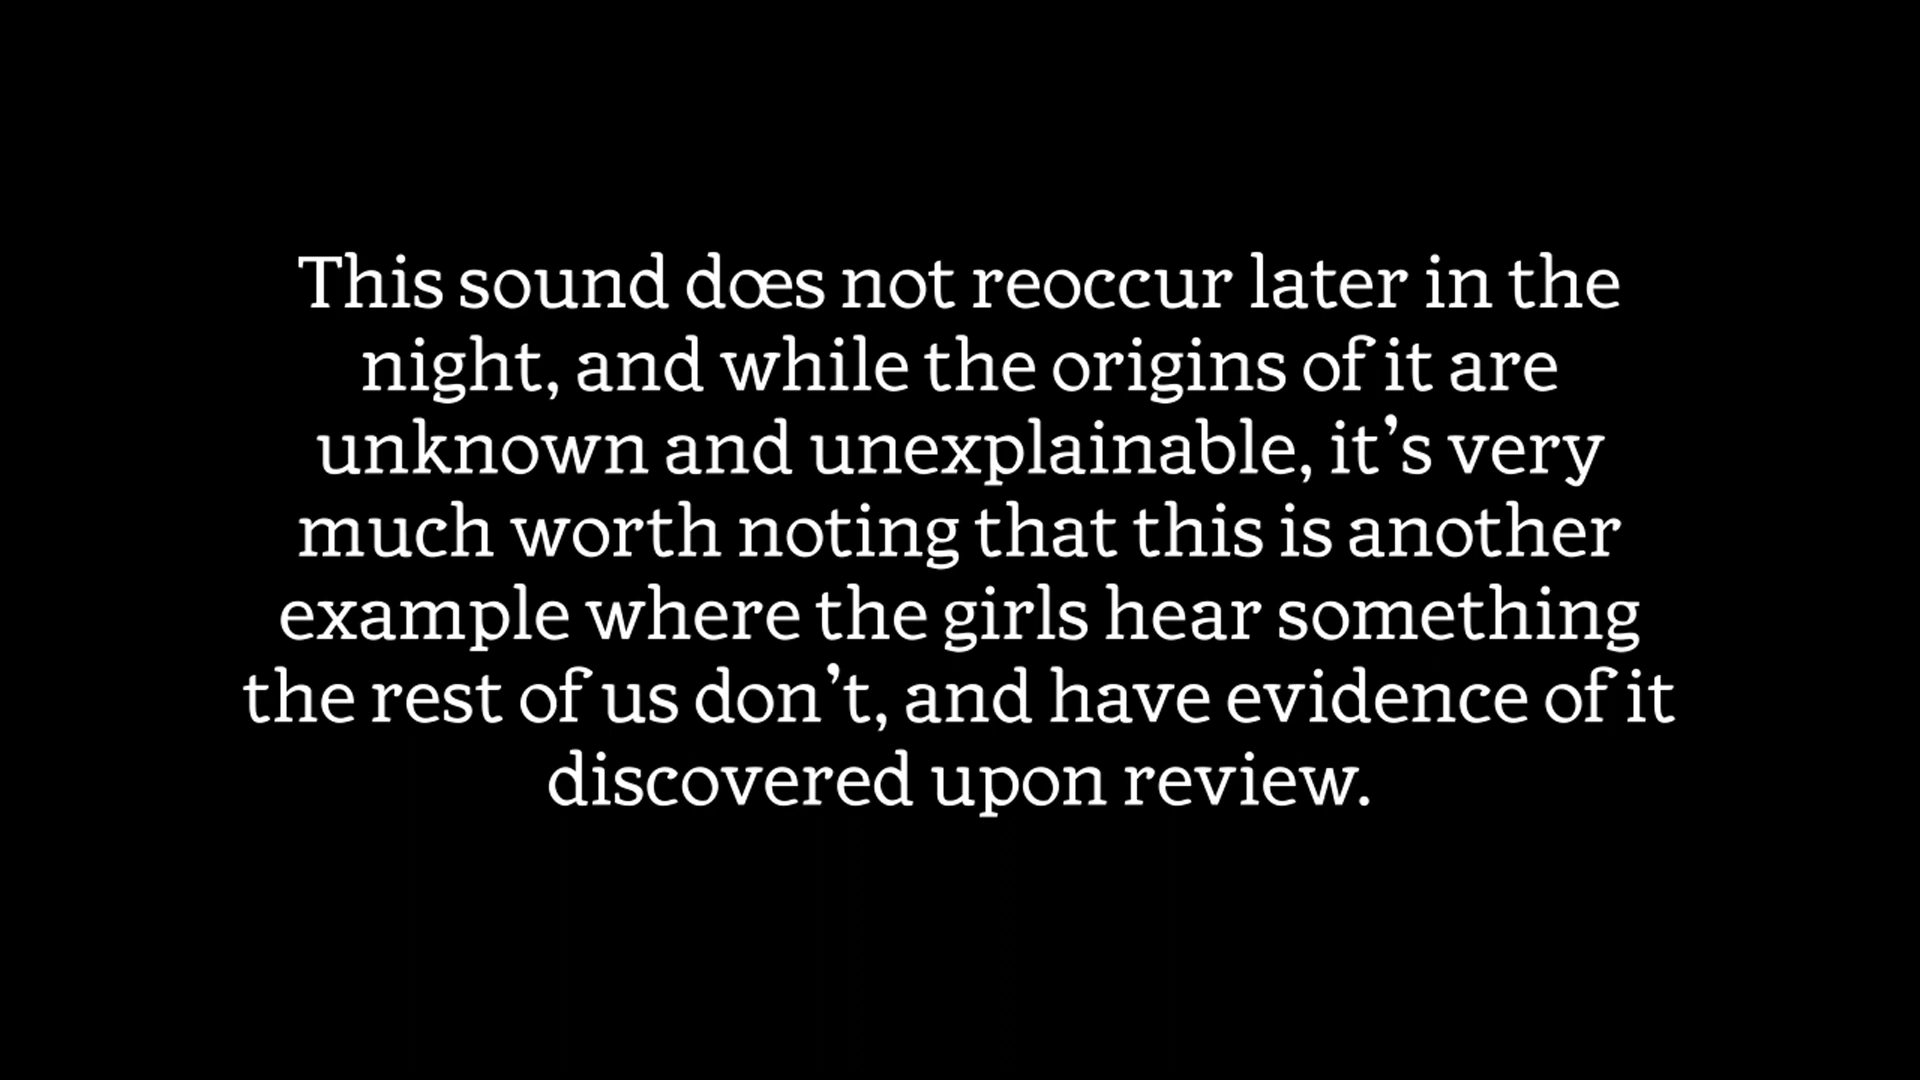 This sound dœs not reoccur later in the
night, and while the origins of it are
unknown and unexplainable, it’s very
much worth noting that this is another
example where the girls hear something
the rest of us don’t, and have evidence of it
discovered upon review.